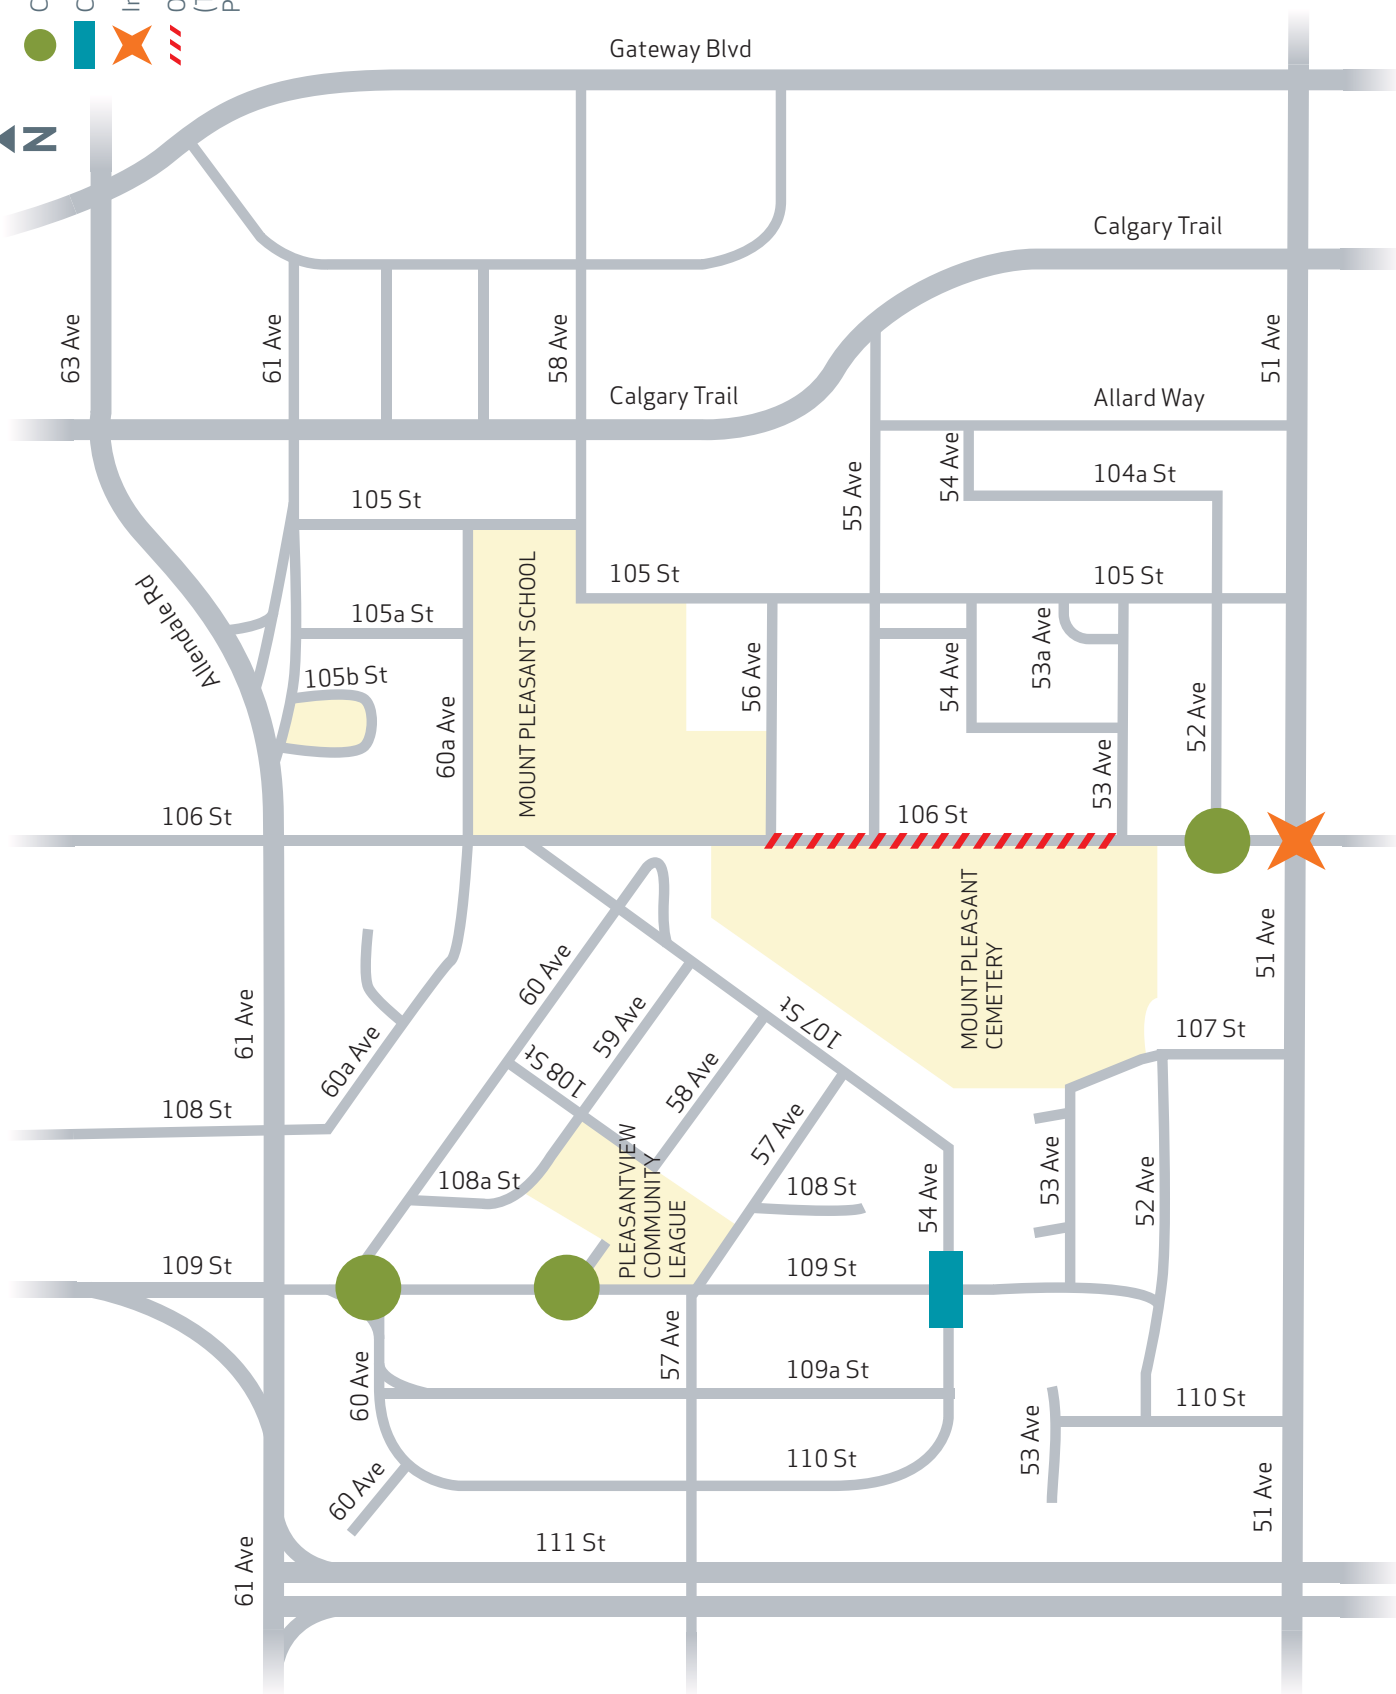 N
Gateway Blvd
Calgary Trail
63 Ave
61 Ave
58 Ave
51 Ave
Calgary Trail
Allard Way
54 Ave
104a St
55 Ave
105 St
105 St
105 St
Allendale Rd
105a St
MOUNT PLEASANT SCHOOL
53a Ave
56 Ave
54 Ave
105b St
60a Ave
52 Ave
53 Ave
106 St
106 St
MOUNT PLEASANT
CEMETERY
51 Ave
60 Ave
61 Ave
59 Ave
107 St
107 St
60a Ave
108 St
58 Ave
108 St
57 Ave
PLEASANTVIEW
COMMUNITY
LEAGUE
108a St
108 St
54 Ave
53 Ave
52 Ave
109 St
109 St
57 Ave
60 Ave
109a St
110 St
53 Ave
110 St
60 Ave
51 Ave
111 St
61 Ave